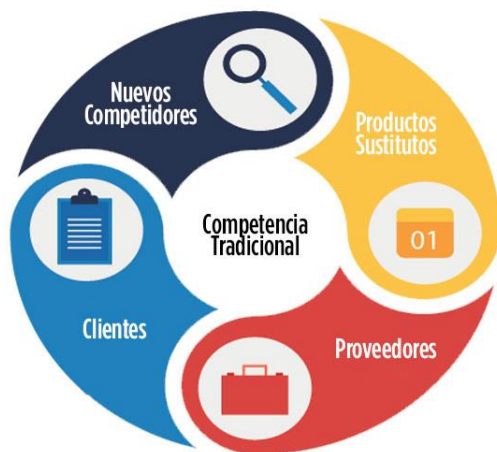 Nuevos
Competidores
Productos
Sustitutos
01
Competencia
Tradicional
Clientes
Proveedores